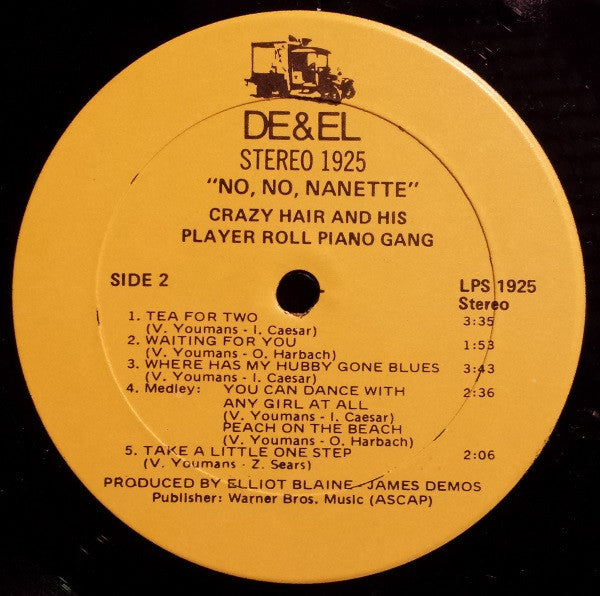 DE&EL
STEREO 1925
"NO, NO, NANETTE"
CRAZY HAIR AND HIS
PLAYER ROLL PIANO GANG
SIDE 2
LPS 1925
Stereo
1. TEA FOR TWO 3:35
(V. Youmans - I. Caesar)
2. WAITING FOR YOU 1:53
(V. Youmans - O. Harbach)
3. WHERE HAS MY HUBBY GONE BLUES 3:43
(V. Youmans - I. Caesar)
4. Medley: YOU CAN DANCE WITH 2:36
ANY GIRL AT ALL
(V. Youmans - I. Caesar)
PEACH ON THE BEACH
(V. Youmans - O. Harbach)
5. TAKE A LITTLE ONE STEP 2:06
(V. Youmans - Z. Sears)
PRODUCED BY ELLIOT BLAINE - JAMES DEMOS
Publisher: Warner Bros. Music (ASCAP)